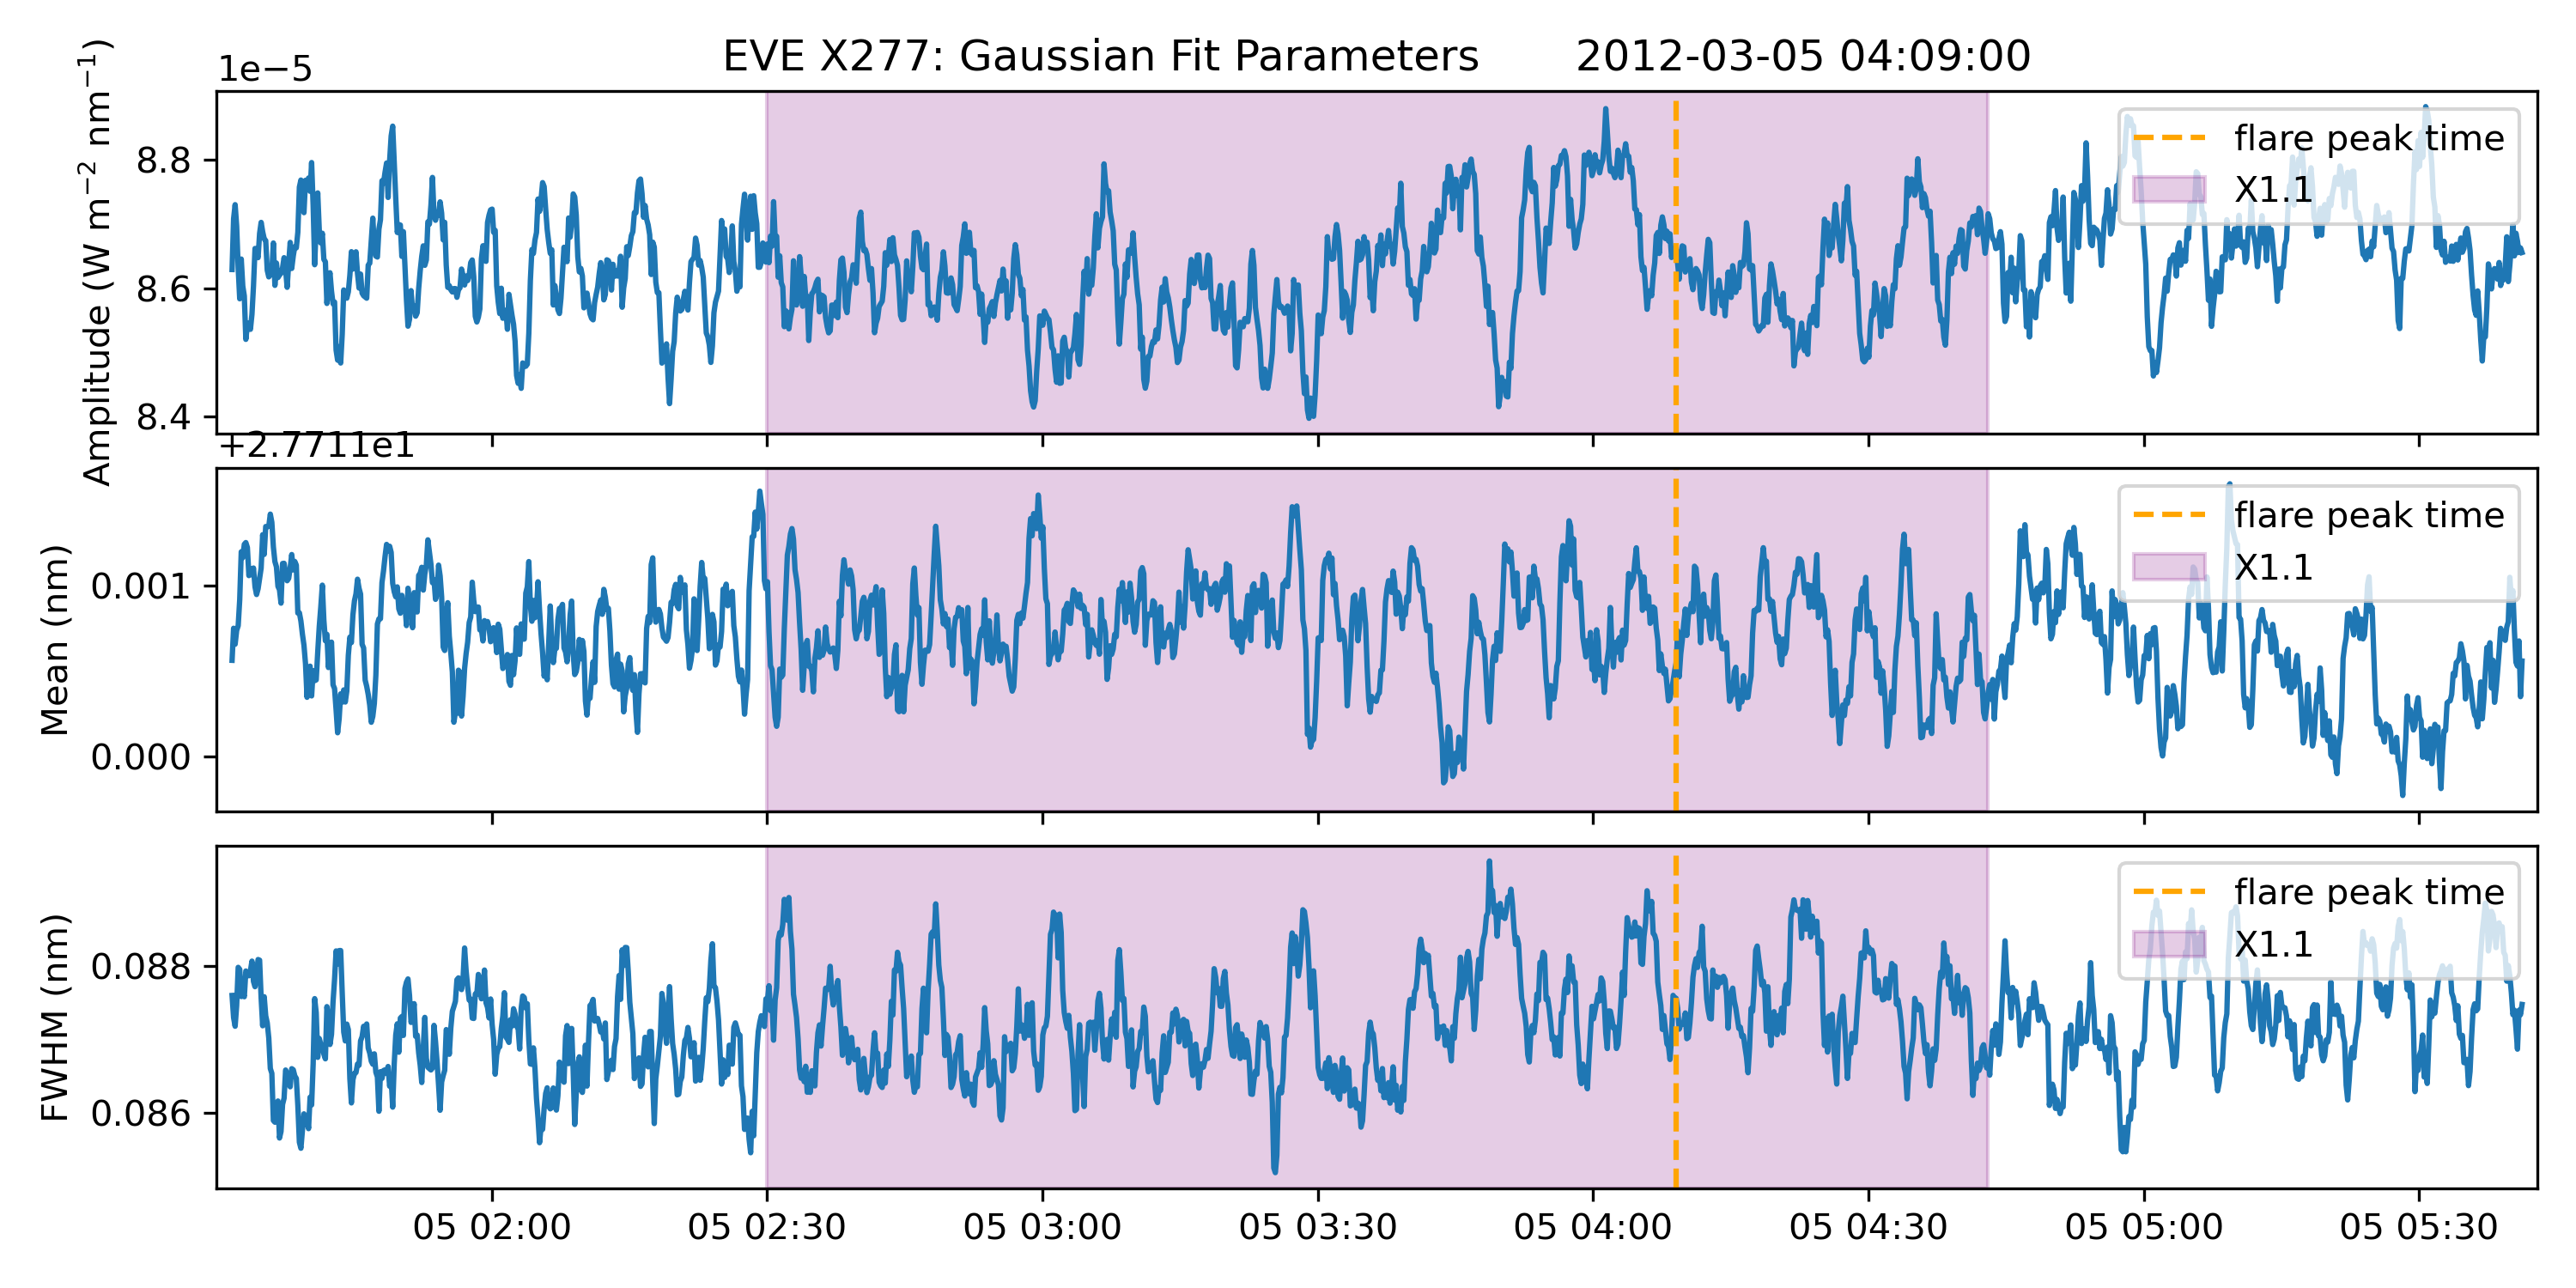 EVE X277: Gaussian Fit Parameters 2012-03-05 04:09:00
1e−5
Amplitude (W m⁻² nm⁻¹)
8.8
8.6
8.4
flare peak time
X1.1
+2.7711e1
Mean (nm)
0.001
0.000
flare peak time
X1.1
FWHM (nm)
0.088
0.086
flare peak time
X1.1
05 02:00 05 02:30 05 03:00 05 03:30 05 04:00 05 04:30 05 05:00 05 05:30